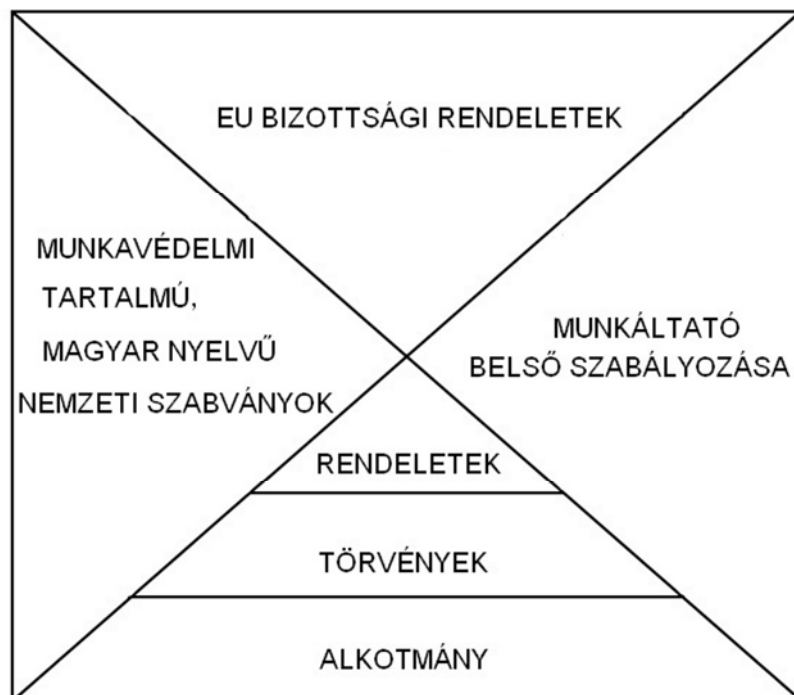 EU BIZOTTSÁGI RENDELETEK
MUNKAVÉDELMI
TARTALMÚ,
MAGYAR NYELVŰ
NEMZETI SZABVÁNYOK
MUNKÁLTATÓ
BELSŐ SZABÁLYOZÁSA
RENDELETEK
TÖRVÉNYEK
ALKOTMÁNY